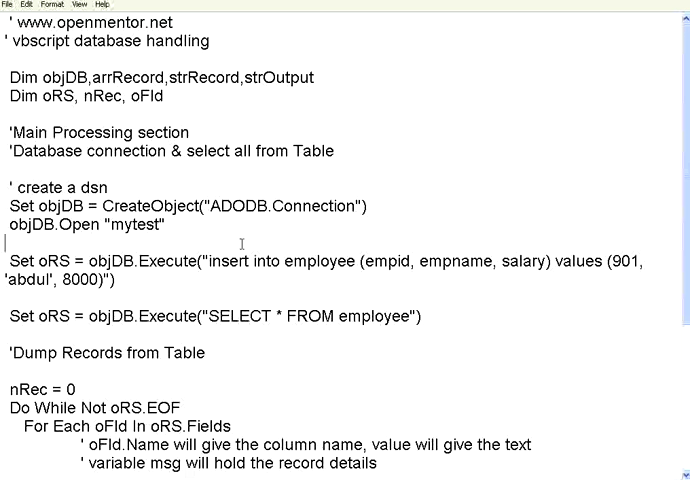 File Edit Format View Help
' www.openmentor.net
' vbscript database handling
Dim objDB,arrRecord,strRecord,strOutput
Dim oRS, nRec, oFld
'Main Processing section
'Database connection & select all from Table
' create a dsn
Set objDB = CreateObject("ADODB.Connection")
objDB.Open "mytest"
Set oRS = objDB.Execute("insert into employee (empid, empname, salary) values (901,
'abdul', 8000)")
Set oRS = objDB.Execute("SELECT * FROM employee")
'Dump Records from Table
nRec = 0
Do While Not oRS.EOF
For Each oFld In oRS.Fields
' oFld.Name will give the column name, value will give the text
' variable msg will hold the record details